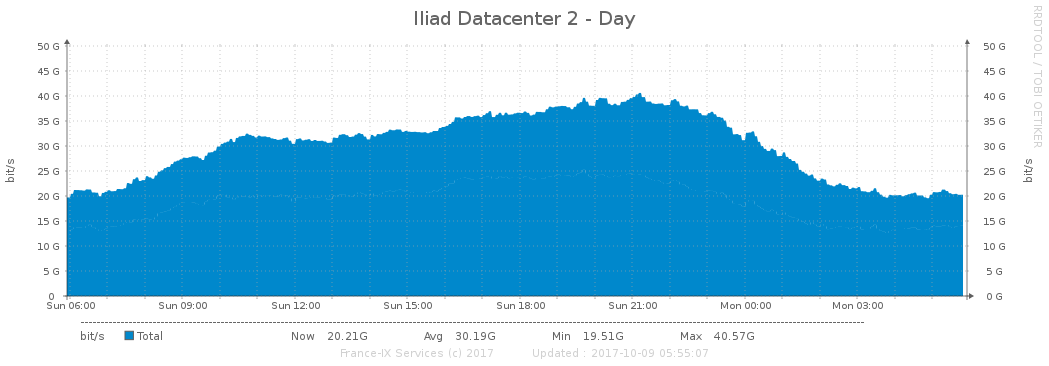 Iliad Datacenter 2 - Day
RRDTOOL / TOBI OETIKER
50 G 50 G
45 G 45 G
40 G 40 G
35 G 35 G
30 G 30 G
25 G 25 G
20 G 20 G
15 G 15 G
10 G 10 G
5 G 5 G
0 0 G
bit/s
bit/s
Sun 06:00 Sun 09:00 Sun 12:00 Sun 15:00 Sun 18:00 Sun 21:00 Mon 00:00 Mon 03:00
bit/s Total Now 20.21G Avg 30.19G Min 19.51G Max 40.57G
France-IX Services (c) 2017 Updated : 2017-10-09 05:55:07